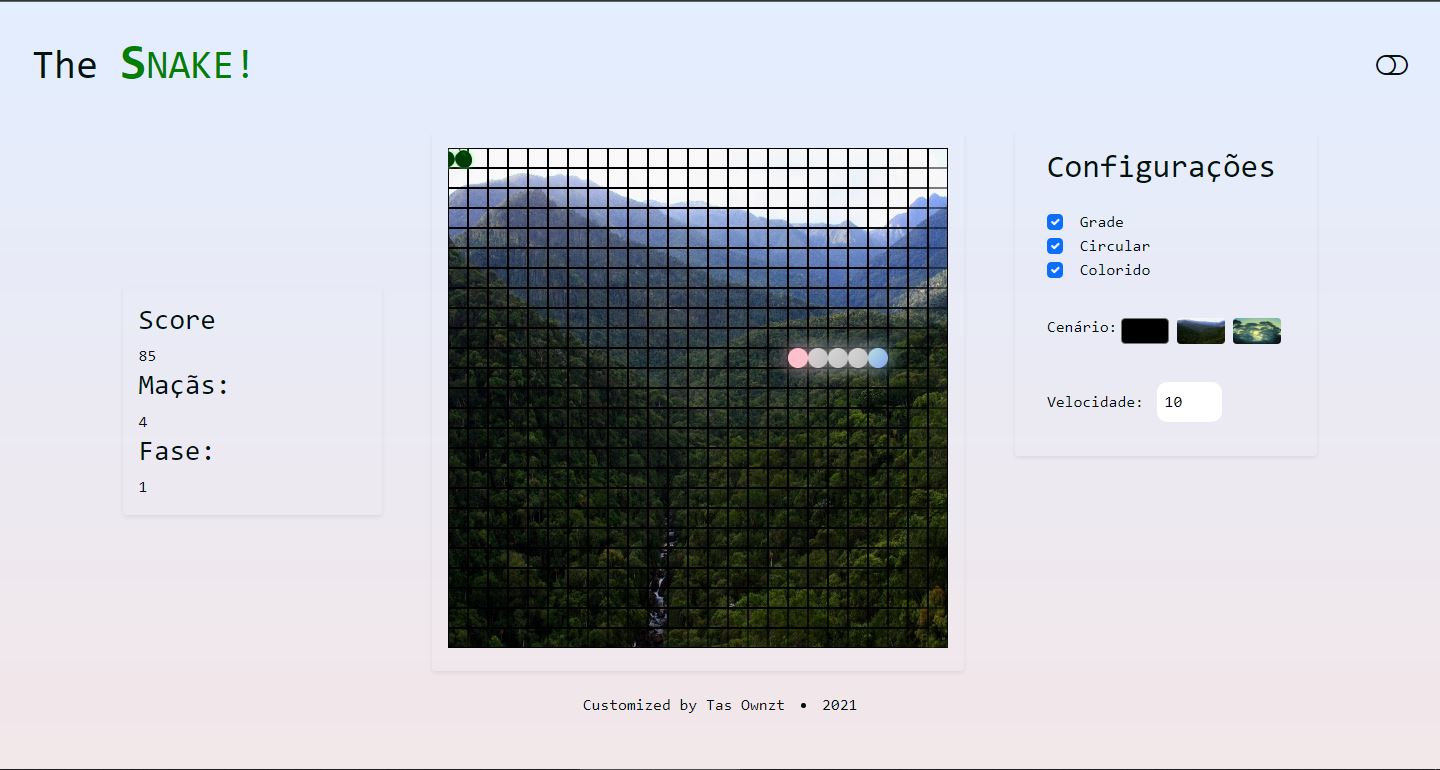 The SNAKE!
Score
85
Maçãs:
4
Fase:
1
Configurações
Grade
Circular
Colorido
Cenário:
Velocidade: 10
Customized by Tas Ownzt • 2021